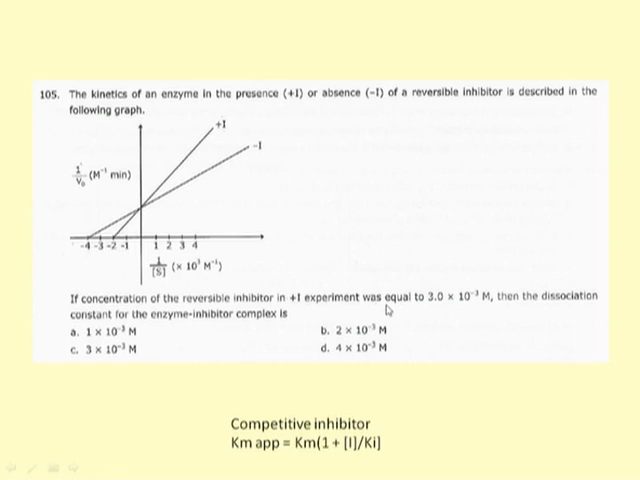 105. The kinetics of an enzyme in the presence (+I) or absence (-I) of a reversible inhibitor is described in the
following graph.
+I
-I
1/V₀ (M⁻¹ min)
-4 -3 -2 -1 1 2 3 4
1/[S] (× 10³ M⁻¹)
If concentration of the reversible inhibitor in +I experiment was equal to 3.0 × 10⁻³ M, then the dissociation
constant for the enzyme-inhibitor complex is
a. 1 × 10⁻³ M b. 2 × 10⁻³ M
c. 3 × 10⁻³ M d. 4 × 10⁻³ M
Competitive inhibitor
Km app = Km(1 + [I]/Ki]